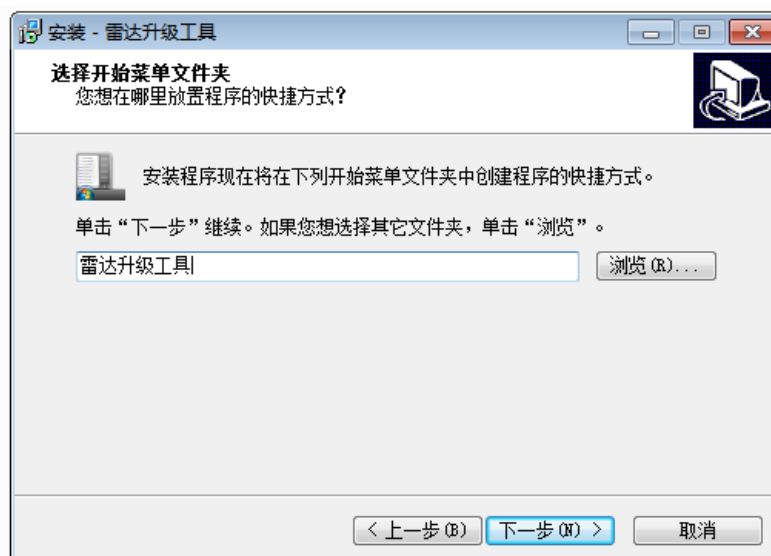 安装 - 雷达升级工具
选择开始菜单文件夹
您想在哪里放置程序的快捷方式？
安装程序现在将在下列开始菜单文件夹中创建程序的快捷方式。
单击“下一步”继续。如果您想选择其它文件夹，单击“浏览”。
雷达升级工具
浏览(R)...
< 上一步(B)
下一步(N) >
取消